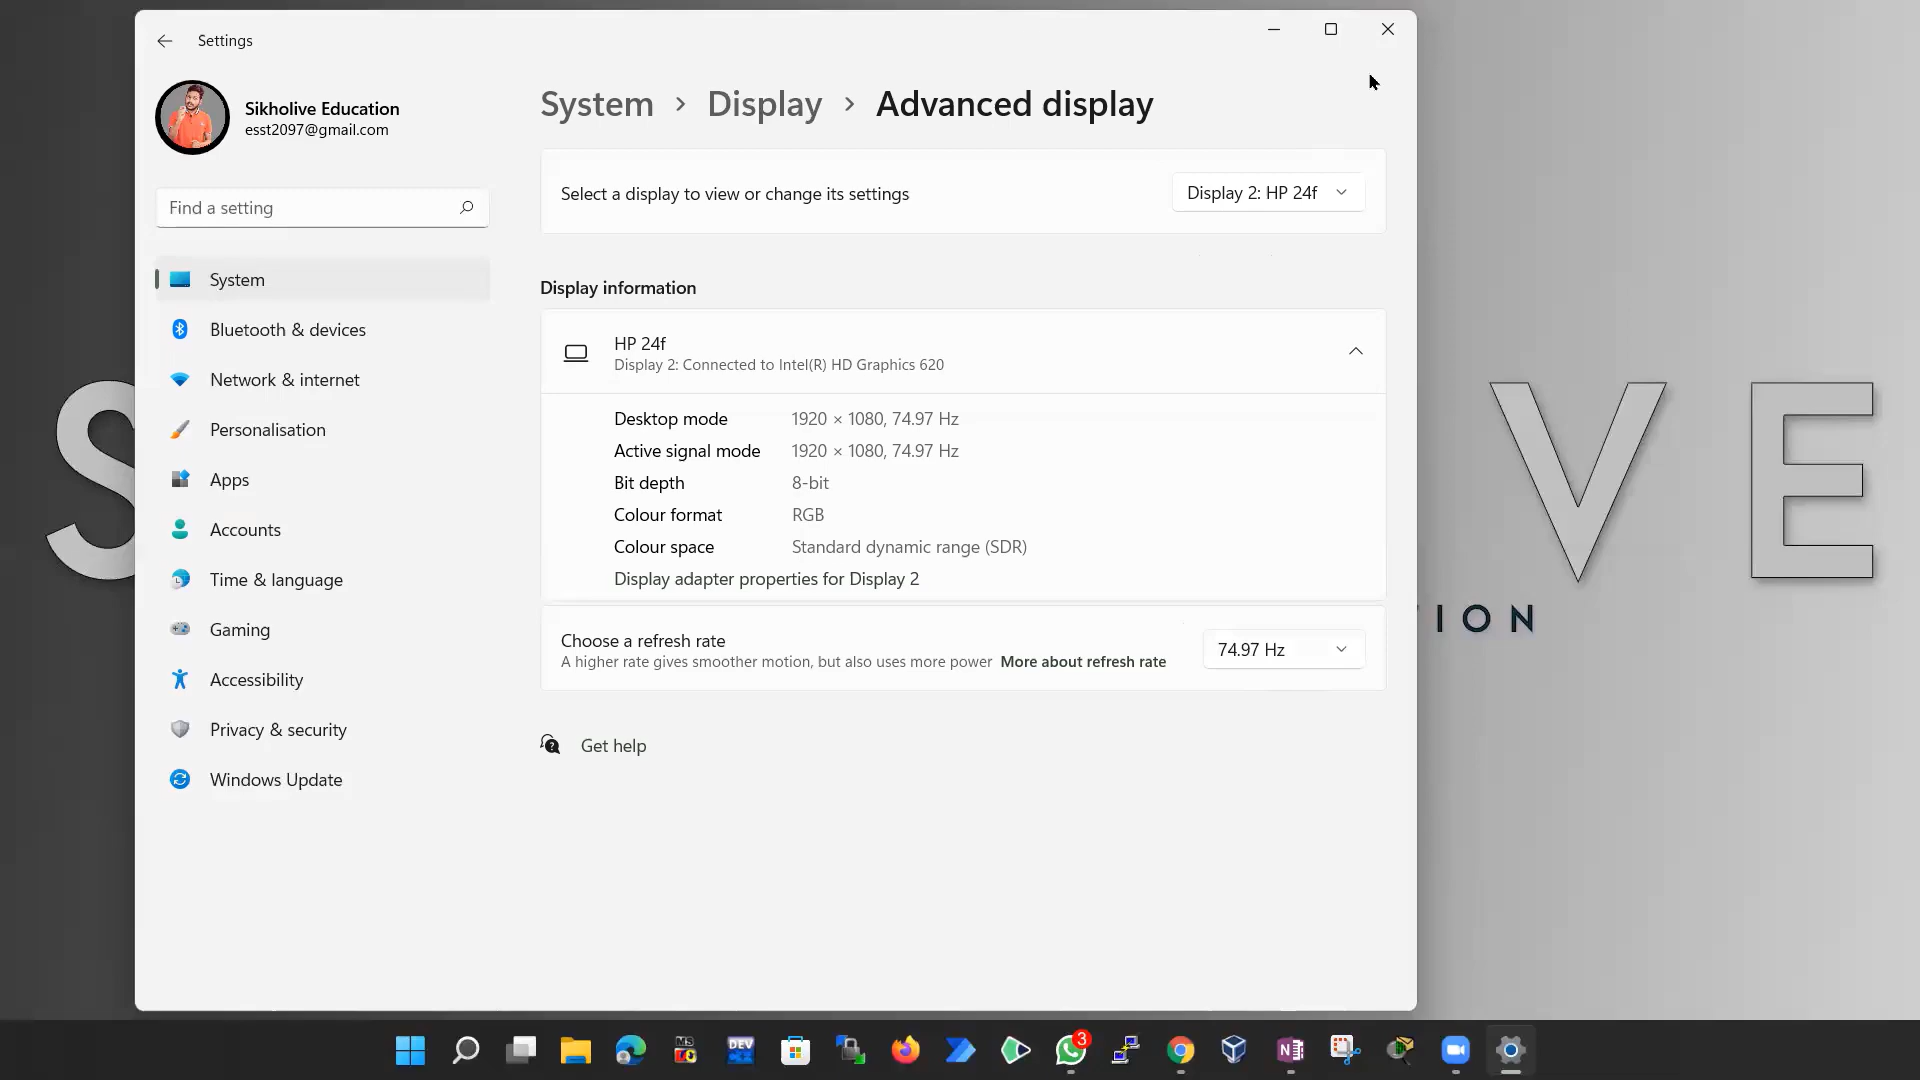 Settings
Sikholive Education
esst2097@gmail.com
Find a setting
System
Bluetooth & devices
Network & internet
Personalisation
Apps
Accounts
Time & language
Gaming
Accessibility
Privacy & security
Windows Update
System > Display > Advanced display
Select a display to view or change its settings
Display 2: HP 24f
Display information
HP 24f
Display 2: Connected to Intel(R) HD Graphics 620
Desktop mode 1920 × 1080, 74.97 Hz
Active signal mode 1920 × 1080, 74.97 Hz
Bit depth 8-bit
Colour format RGB
Colour space Standard dynamic range (SDR)
Display adapter properties for Display 2
Choose a refresh rate
A higher rate gives smoother motion, but also uses more power More about refresh rate
74.97 Hz
Get help
S V E
ION
DEV
3
N